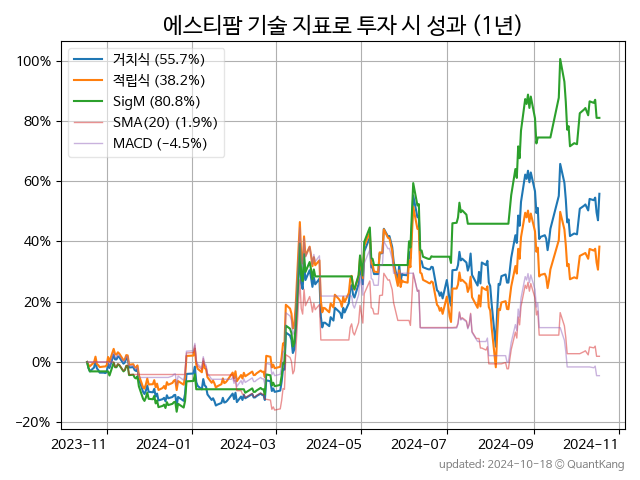 에스티팜 기술 지표로 투자 시 성과 (1년)
거치식 (55.7%)
적립식 (38.2%)
SigM (80.8%)
SMA(20) (1.9%)
MACD (−4.5%)
100%
80%
60%
40%
20%
0%
−20%
2023-11 2024-01 2024-03 2024-05 2024-07 2024-09 2024-11
updated: 2024-10-18 © QuantKang